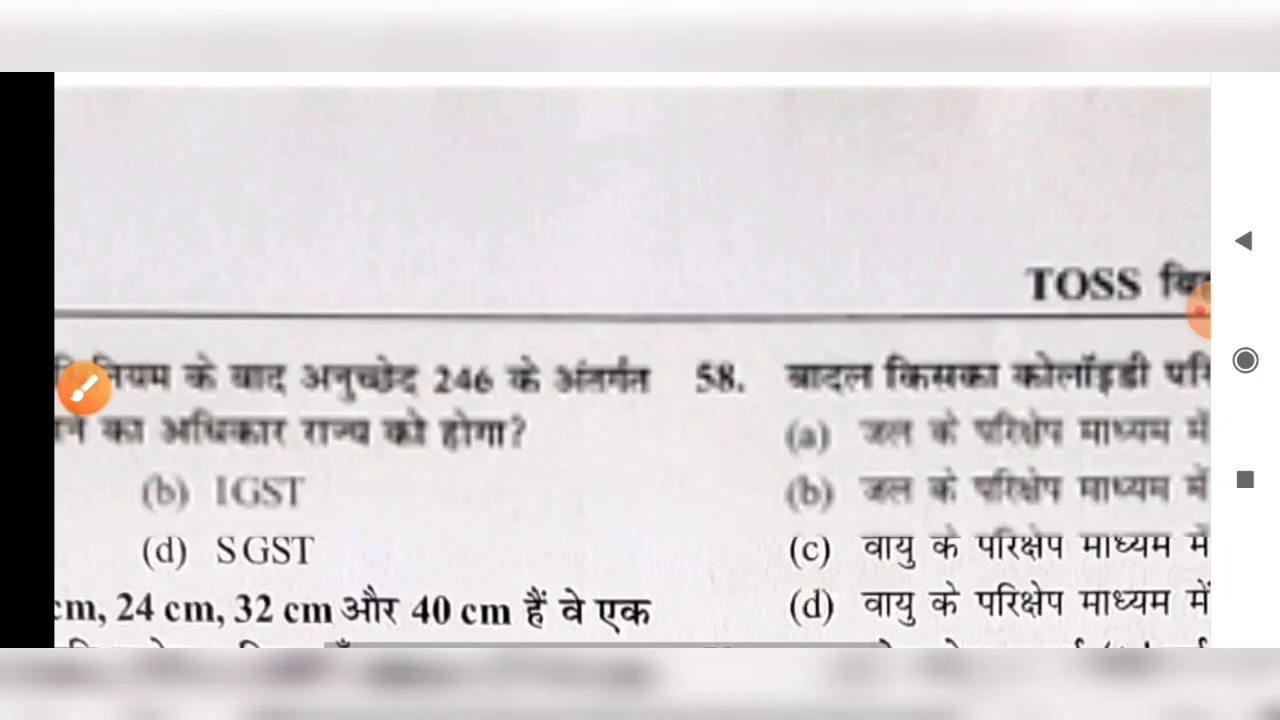 TOSS
नियम के बाद अनुच्छेद 246 के अंतर्गत
का अधिकार राज्य को होगा?
(b) IGST
(d) SGST
cm, 24 cm, 32 cm और 40 cm हैं वे एक
58. बादल किसका कोलॉइडी
(a) जल के परिक्षेप माध्यम में
(b) जल के परिक्षेप माध्यम में
(c) वायु के परिक्षेप माध्यम में
(d) वायु के परिक्षेप माध्यम में